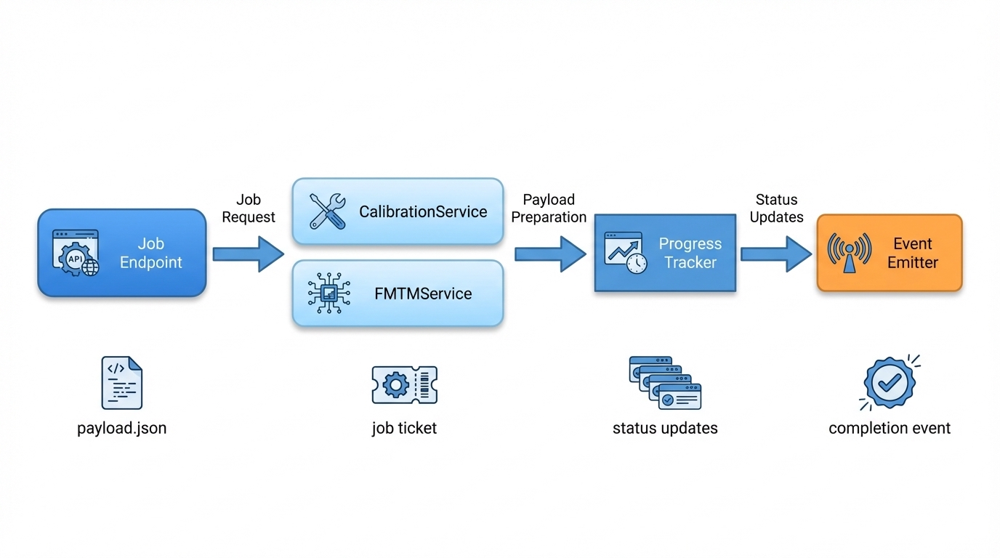 Job
Request
CalibrationService
Payload
Preparation
Status
Updates
API
Job
Endpoint
Progress
Tracker
Event
Emitter
FMTMService
</>
payload.json
job ticket
status updates
completion event